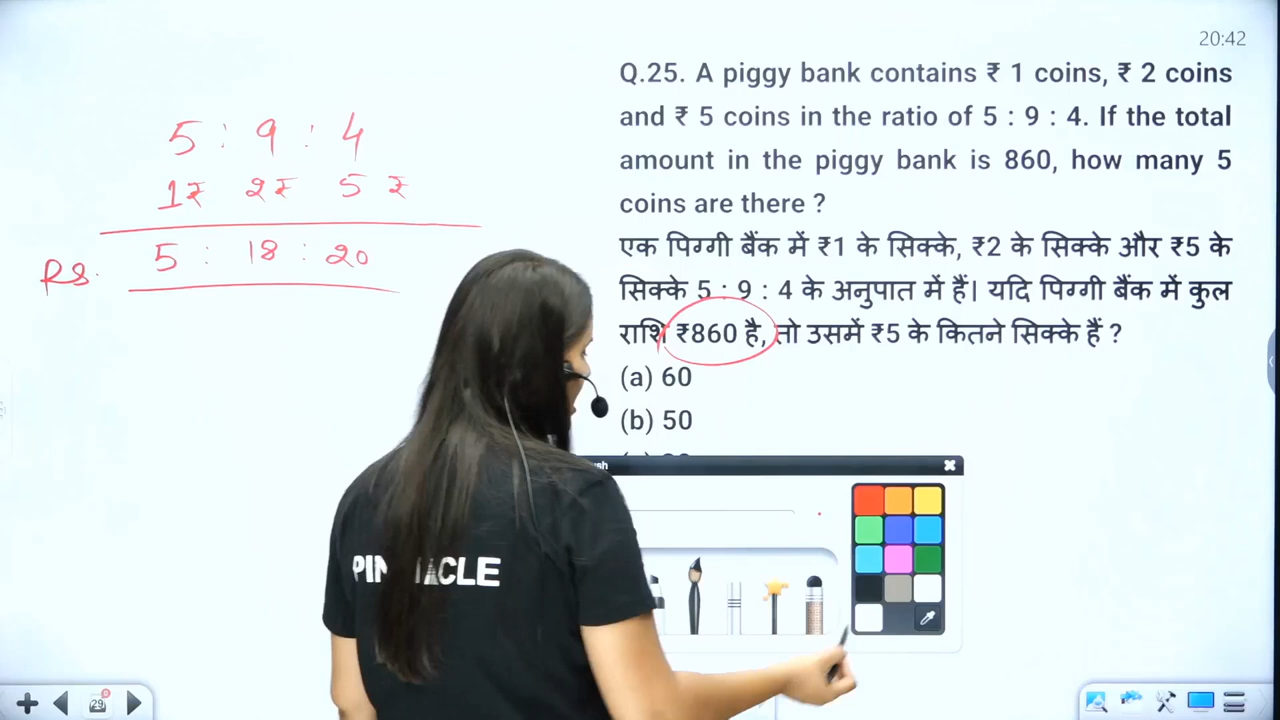 20:42
Q.25. A piggy bank contains ₹ 1 coins, ₹ 2 coins
and ₹ 5 coins in the ratio of 5 : 9 : 4. If the total
amount in the piggy bank is 860, how many 5
coins are there ?
एक पिग्गी बैंक में ₹1 के सिक्के, ₹2 के सिक्के और ₹5 के
सिक्के 5 : 9 : 4 के अनुपात में हैं। यदि पिग्गी बैंक में कुल
राशि ₹860 है, तो उसमें ₹5 के कितने सिक्के हैं ?
(a) 60
(b) 50
5 : 9 : 4
1₹ 2₹ 5 ₹
RS. 5 : 18 : 20
29